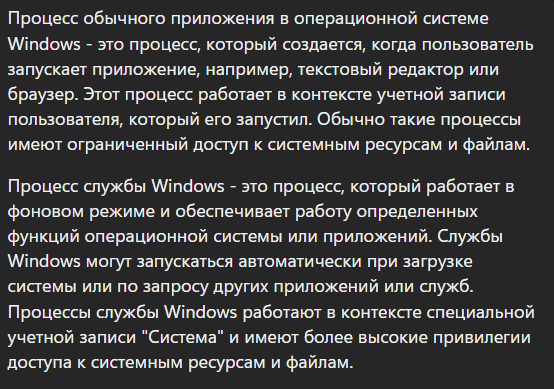 Процесс обычного приложения в операционной системе
Windows - это процесс, который создается, когда пользователь
запускает приложение, например, текстовый редактор или
браузер. Этот процесс работает в контексте учетной записи
пользователя, который его запустил. Обычно такие процессы
имеют ограниченный доступ к системным ресурсам и файлам.
Процесс службы Windows - это процесс, который работает в
фоновом режиме и обеспечивает работу определенных
функций операционной системы или приложений. Службы
Windows могут запускаться автоматически при загрузке
системы или по запросу других приложений или служб.
Процессы службы Windows работают в контексте специальной
учетной записи "Система" и имеют более высокие привилегии
доступа к системным ресурсам и файлам.